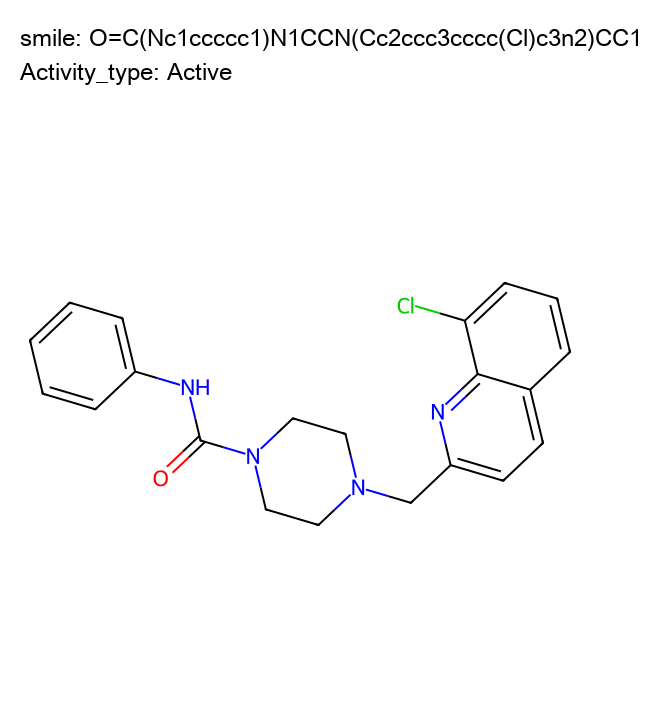 smile: O=C(Nc1ccccc1)N1CCN(Cc2ccc3cccc(Cl)c3n2)CC1
Activity_type: Active
Cl
NH
N
O
N
N